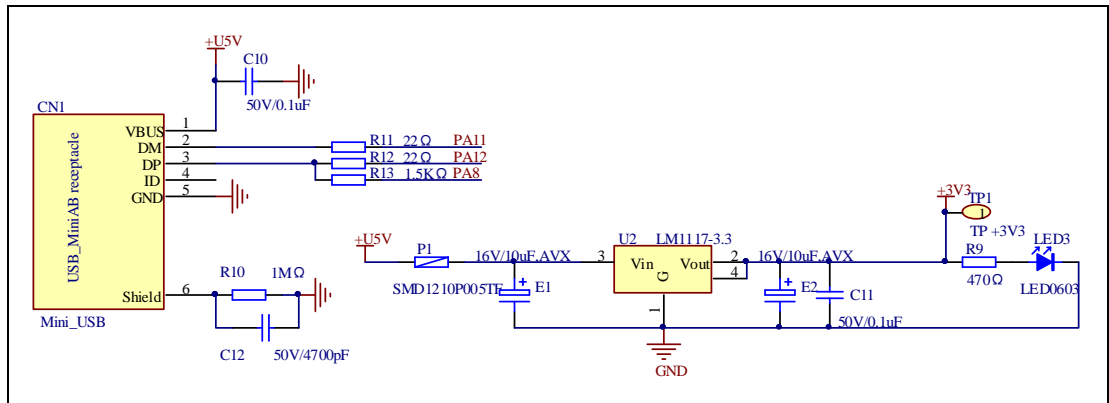 +U5V
C10
50V/0.1uF
CN1
USB_MiniAB receptacle
VBUS 1
DM 2
DP 3
ID 4
GND 5
Shield 6
Mini_USB
R11 22Ω PA11
R12 22Ω PA12
R13 1.5KΩ PA8
R10 1MΩ
C12 50V/4700pF
+U5V
P1
SMD1210P005TF
16V/10uF.AVX
E1
U2 LM1117-3.3
3 Vin Vout 2
4
G
1
GND
16V/10uF.AVX
E2
C11
50V/0.1uF
+3V3
TP1
1
TP +3V3
R9
470Ω
LED3
LED0603